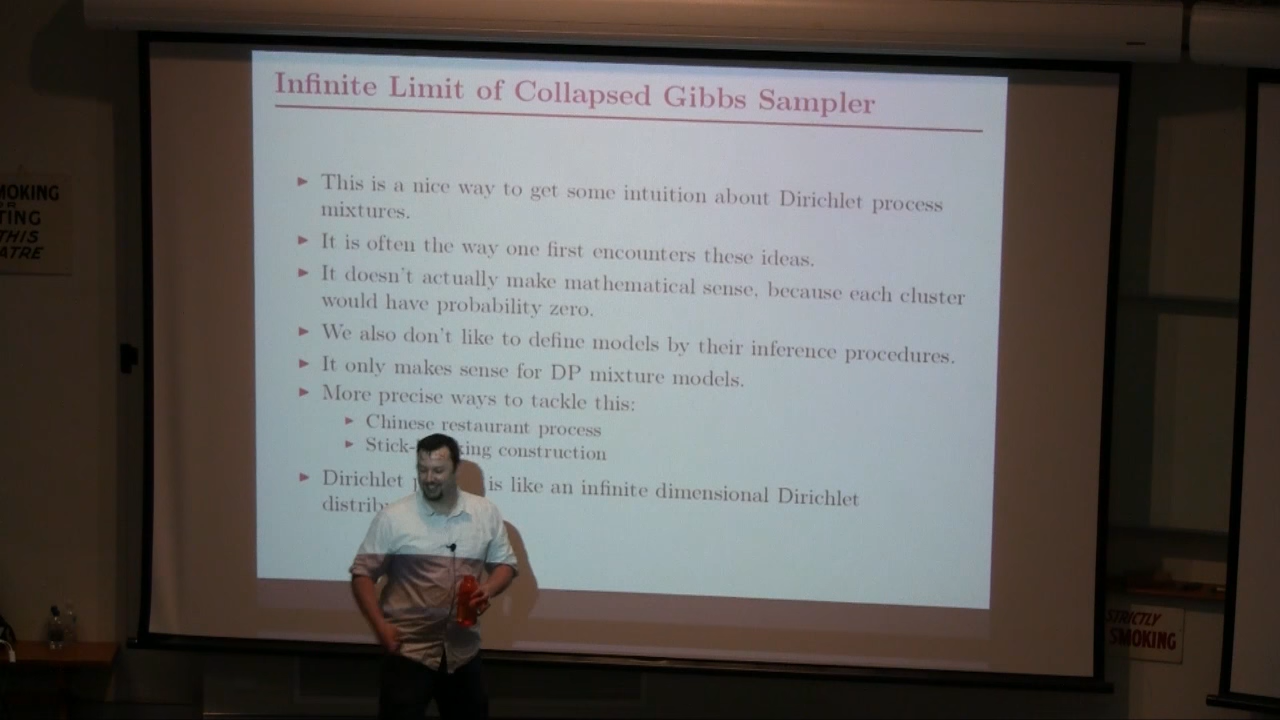 Infinite Limit of Collapsed Gibbs Sampler
This is a nice way to get some intuition about Dirichlet process
mixtures.
It is often the way one first encounters these ideas.
It doesn't actually make mathematical sense, because each cluster
would have probability zero.
We also don't like to define models by their inference procedures.
It only makes sense for DP mixture models.
More precise ways to tackle this:
Chinese restaurant process
Stick- king construction
Dirichlet is like an infinite dimensional Dirichlet
distrib
MOKING
OR
TING
THIS
ATRE
STRICTLY
SMOKING